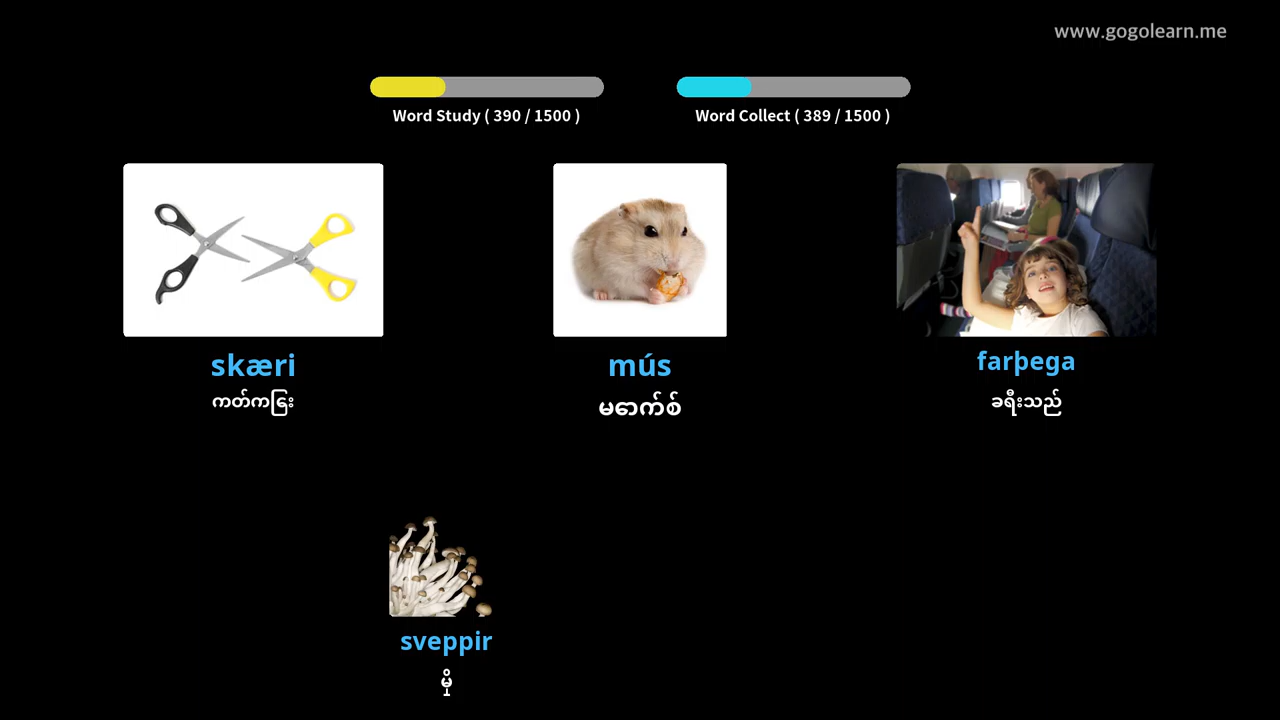 www.gogolearn.me
Word Study ( 390 / 1500 )
Word Collect ( 389 / 1500 )
skæri
ကတ်ကြေး
mús
မောက်စ်
farþega
ခရီးသည်
sveppir
မှို